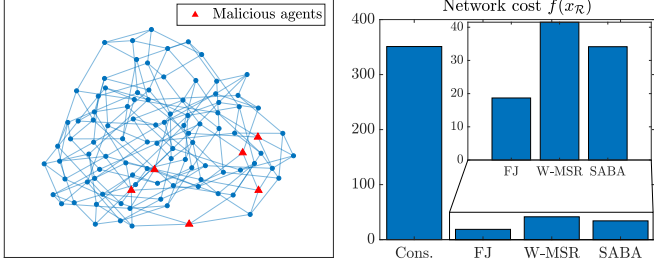 Malicious agents
Network cost f(x_R)
400
300
200
100
0
40
30
20
10
0
FJ W-MSR SABA
Cons. FJ W-MSR SABA